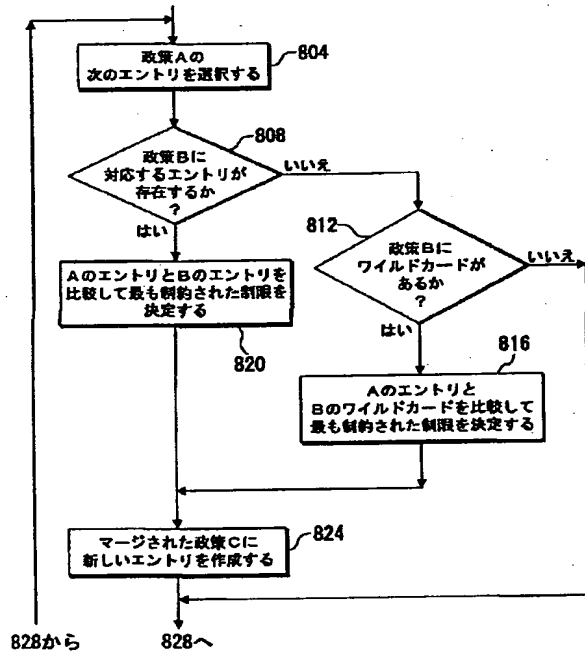 政策Aの
次のエントリを選択する
804
808
政策Bに
対応するエントリが
存在するか
?
いいえ
はい
812
政策Bに
ワイルドカードが
あるか
?
いいえ
はい
AのエントリとBのエントリを
比較して最も制約された制限を
決定する
820
816
Aのエントリと
Bのワイルドカードを比較して
最も制約された制限を決定する
マージされた政策Cに
新しいエントリを作成する
824
828から
828へ